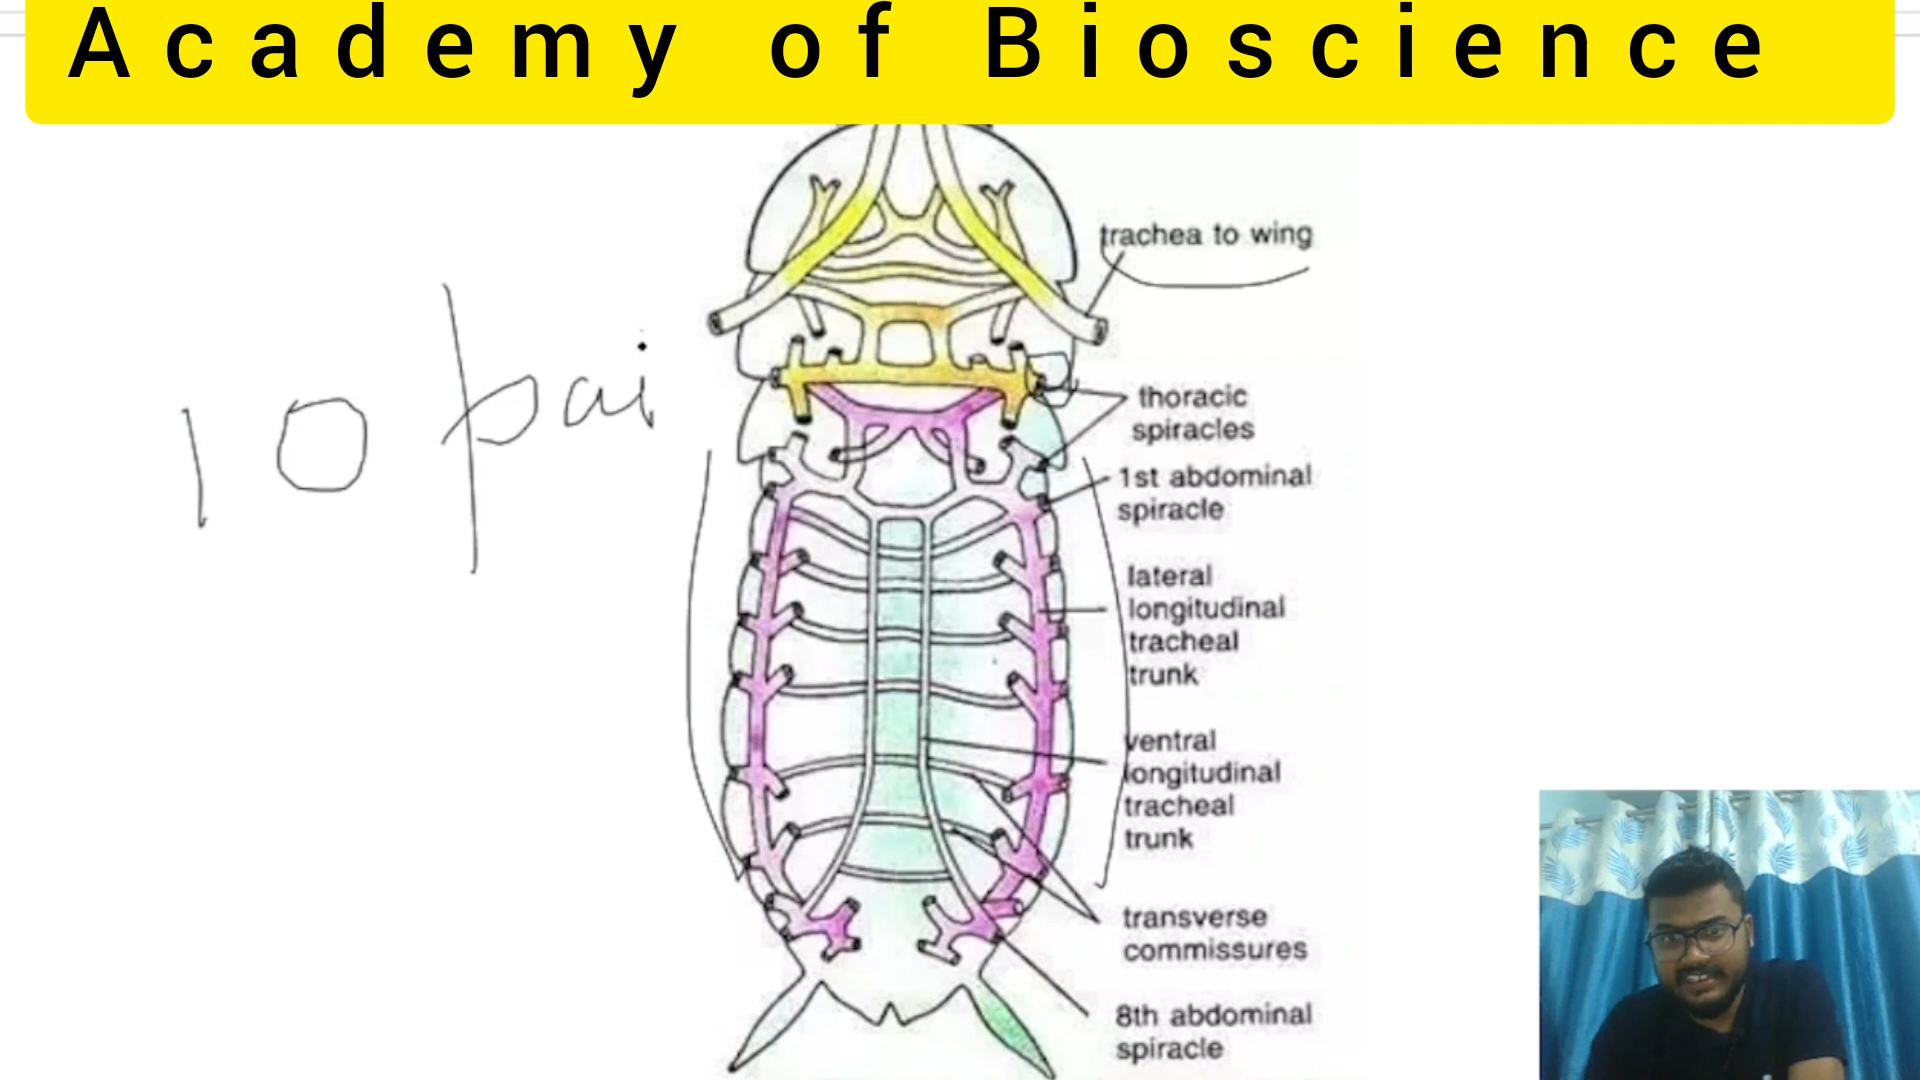 Academy of Bioscience
trachea to wing
10 pai
thoracic
spiracles
1st abdominal
spiracle
lateral
longitudinal
tracheal
trunk
ventral
longitudinal
tracheal
trunk
transverse
commissures
8th abdominal
spiracle